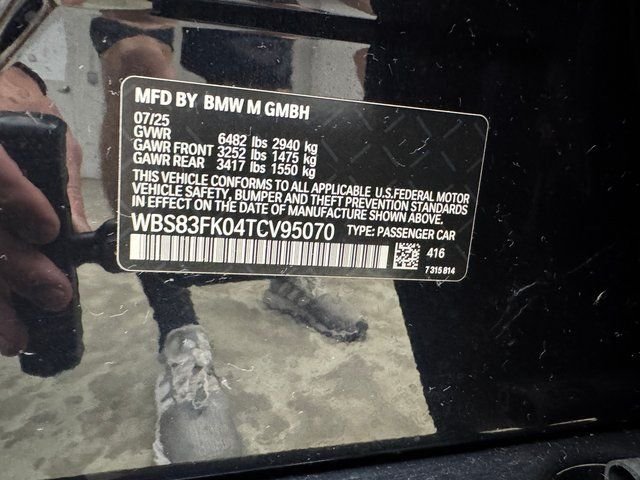 MFD BY BMW M GMBH
07/25
GVWR 6482 lbs 2940 kg
GAWR FRONT 3252 lbs 1475 kg
GAWR REAR 3417 lbs 1550 kg
THIS VEHICLE CONFORMS TO ALL APPLICABLE U.S.FEDERAL MOTOR
VEHICLE SAFETY, BUMPER AND THEFT PREVENTION STANDARDS
IN EFFECT ON THE DATE OF MANUFACTURE SHOWN ABOVE.
WBS83FK04TCV95070 TYPE: PASSENGER CAR
416
7 315 814